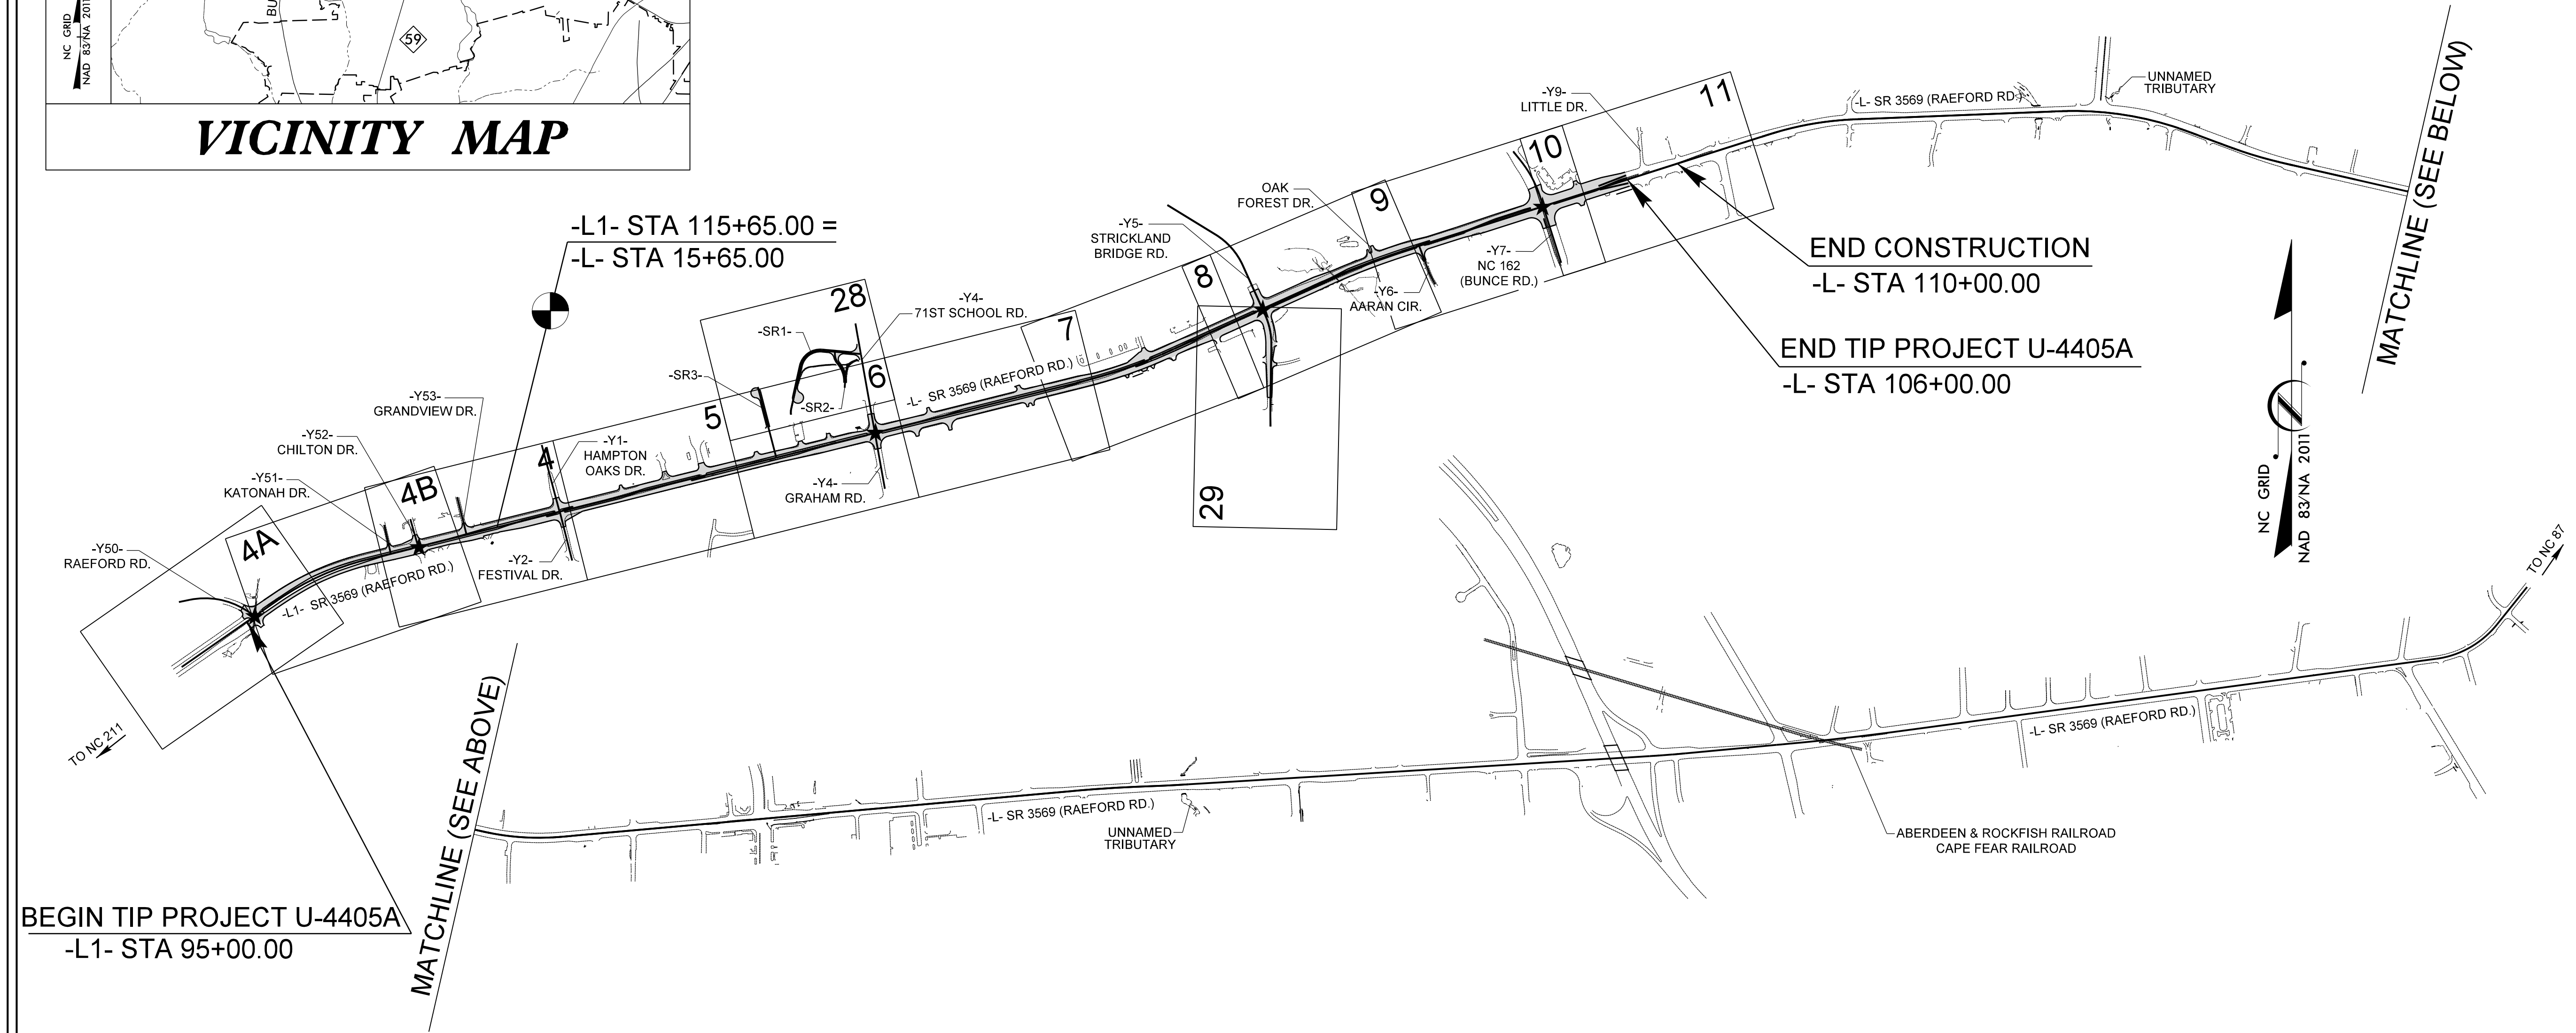 NC GRID
NAD 83/NA 2011
BU
59
VICINITY MAP
-L1- STA 115+65.00 =
-L- STA 15+65.00
-Y9-
LITTLE DR.
11
-L- SR 3569 (RAEFORD RD.)
UNNAMED
TRIBUTARY
MATCHLINE (SEE BELOW)
10
OAK
FOREST DR.
9
-Y5-
STRICKLAND
BRIDGE RD.
8
-Y7-
NC 162
(BUNCE RD.)
-Y6-
AARAN CIR.
END CONSTRUCTION
-L- STA 110+00.00
END TIP PROJECT U-4405A
-L- STA 106+00.00
28
-Y4-
71ST SCHOOL RD.
-SR1-
7
-SR3-
6
-SR2-
-L- SR 3569 (RAEFORD RD.)
5
-Y53-
GRANDVIEW DR.
-Y52-
CHILTON DR.
4
-Y1-
HAMPTON
OAKS DR.
-Y51-
KATONAH DR.
4B
-Y4-
GRAHAM RD.
29
4A
-Y50-
RAEFORD RD.
-Y2-
FESTIVAL DR.
-L1- SR 3569 (RAEFORD RD.)
NC GRID
NAD 83/NA 2011
TO NC 211
TO NC 87
BEGIN TIP PROJECT U-4405A
-L1- STA 95+00.00
MATCHLINE (SEE ABOVE)
-L- SR 3569 (RAEFORD RD.)
UNNAMED
TRIBUTARY
-L- SR 3569 (RAEFORD RD.)
ABERDEEN & ROCKFISH RAILROAD
CAPE FEAR RAILROAD